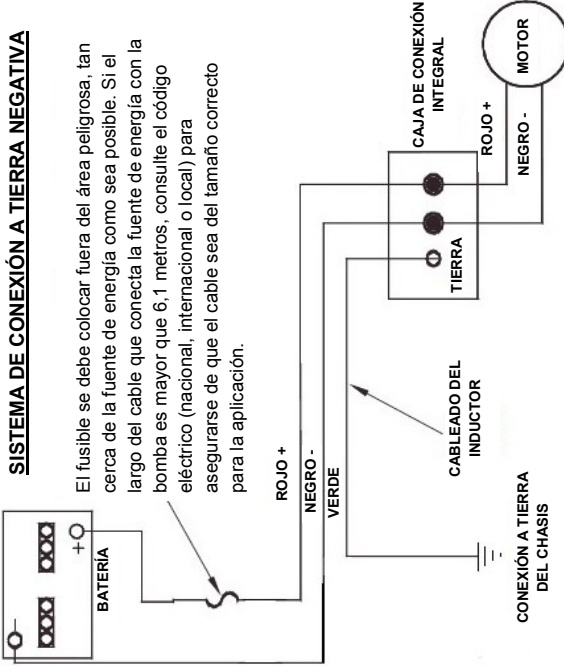 SISTEMA DE CONEXIÓN A TIERRA NEGATIVA
El fusible se debe colocar fuera del área peligrosa, tan
cerca de la fuente de energía como sea posible. Si el
largo del cable que conecta la fuente de energía con la
bomba es mayor que 6,1 metros, consulte el código
eléctrico (nacional, internacional o local) para
asegurarse de que el cable sea del tamaño correcto
para la aplicación.
-
+
BATERÍA
ROJO +
NEGRO -
VERDE
CABLEADO DEL
INDUCTOR
CONEXIÓN A TIERRA
DEL CHASIS
CAJA DE CONEXIÓN
INTEGRAL
TIERRA
ROJO +
NEGRO -
MOTOR